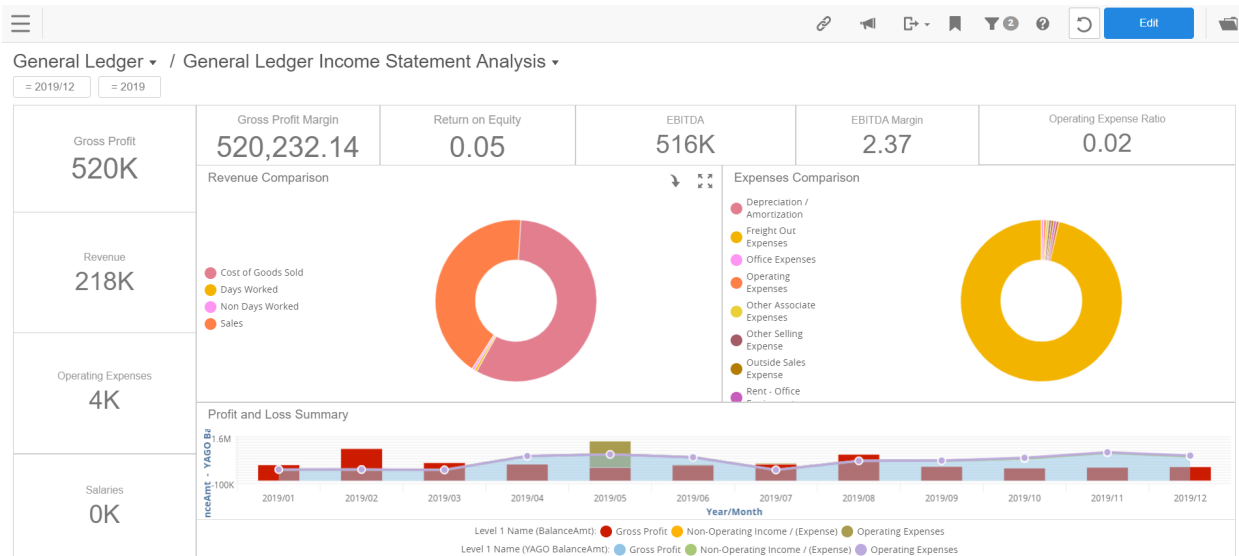 2
Edit
General Ledger / General Ledger Income Statement Analysis
= 2019/12 = 2019
Gross Profit
520K
Revenue
218K
Operating Expenses
4K
Salaries
0K
Gross Profit Margin
520,232.14
Return on Equity
0.05
EBITDA
516K
EBITDA Margin
2.37
Operating Expense Ratio
0.02
Revenue Comparison
Cost of Goods Sold
Days Worked
Non Days Worked
Sales
Expenses Comparison
Depreciation /
Amortization
Freight Out
Expenses
Office Expenses
Operating
Expenses
Other Associate
Expenses
Other Selling
Expense
Outside Sales
Expense
Rent - Office
Profit and Loss Summary
nceAmt - YAGO Ba
1.6M
-100K
2019/01 2019/02 2019/03 2019/04 2019/05 2019/06 2019/07 2019/08 2019/09 2019/10 2019/11 2019/12
Year/Month
Level 1 Name (BalanceAmt): Gross Profit Non-Operating Income / (Expense) Operating Expenses
Level 1 Name (YAGO BalanceAmt): Gross Profit Non-Operating Income / (Expense) Operating Expenses